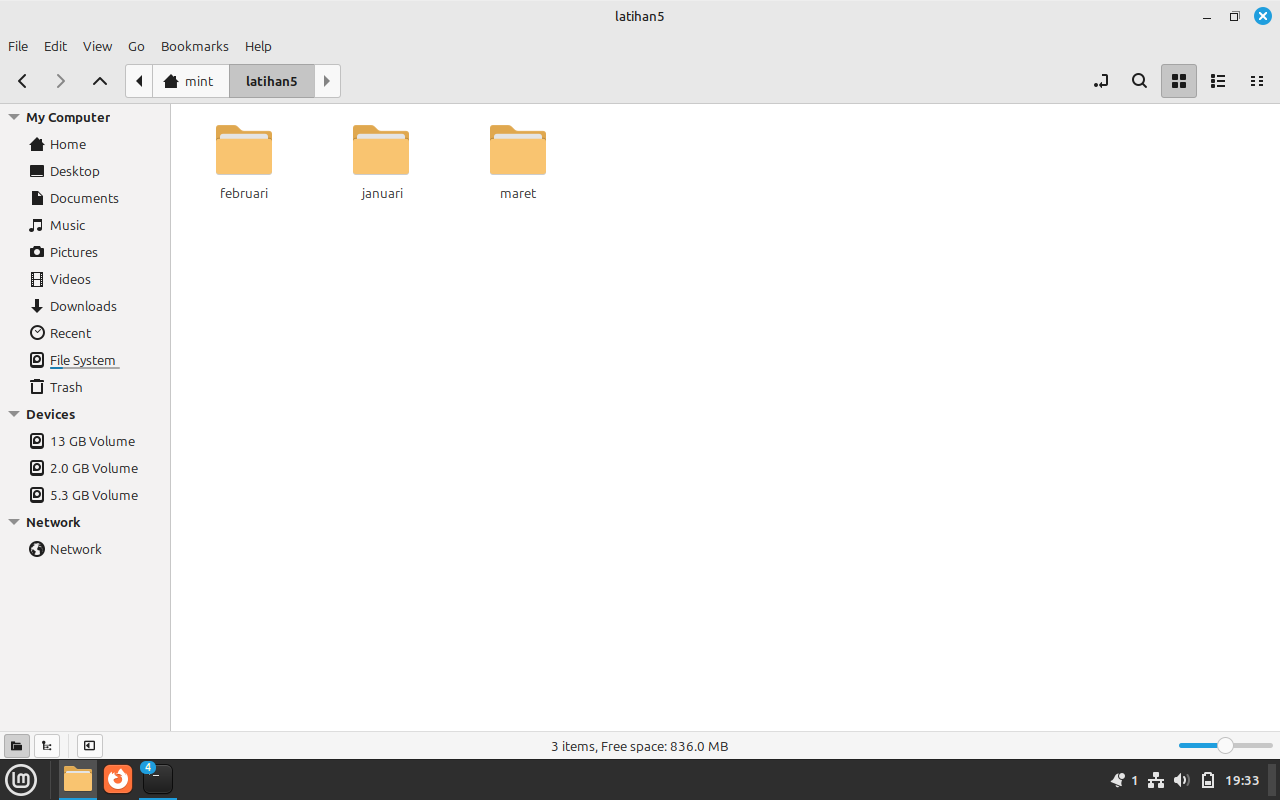 latihan5
File Edit View Go Bookmarks Help
mint latihan5
My Computer
Home
Desktop
Documents
Music
Pictures
Videos
Downloads
Recent
File System
Trash
Devices
13 GB Volume
2.0 GB Volume
5.3 GB Volume
Network
Network
februari januari maret
3 items, Free space: 836.0 MB
4
1 19:33